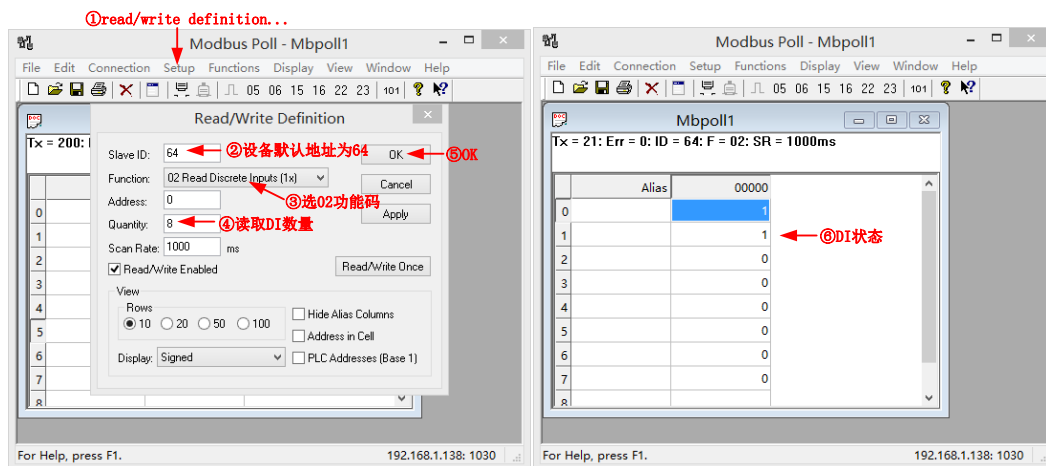 ①read/write definition...
Modbus Poll - Mbpoll1
File Edit Connection Setup Functions Display View Window Help
05 06 15 16 22 23 101
Tx = 200:
Read/Write Definition
Slave ID: 64 ②设备默认地址为64 OK ⑤OK
Function: 02 Read Discrete Inputs (1x) Cancel
③选02功能码
Address: 0 Apply
Quantity: 8 ④读取DI数量
Scan Rate: 1000 ms
Read/Write Enabled Read/Write Once
View
Rows
10 20 50 100
Hide Alias Columns
Address in Cell
Display: Signed PLC Addresses (Base 1)
0
1
2
3
4
5
6
7
8
For Help, press F1. 192.168.1.138: 1030
Modbus Poll - Mbpoll1
File Edit Connection Setup Functions Display View Window Help
05 06 15 16 22 23 101
Mbpoll1
Tx = 21: Err = 0: ID = 64: F = 02: SR = 1000ms
Alias 00000
0 1
1 1 ⑥DI状态
2 0
3 0
4 0
5 0
6 0
7 0
8
For Help, press F1. 192.168.1.138: 1030